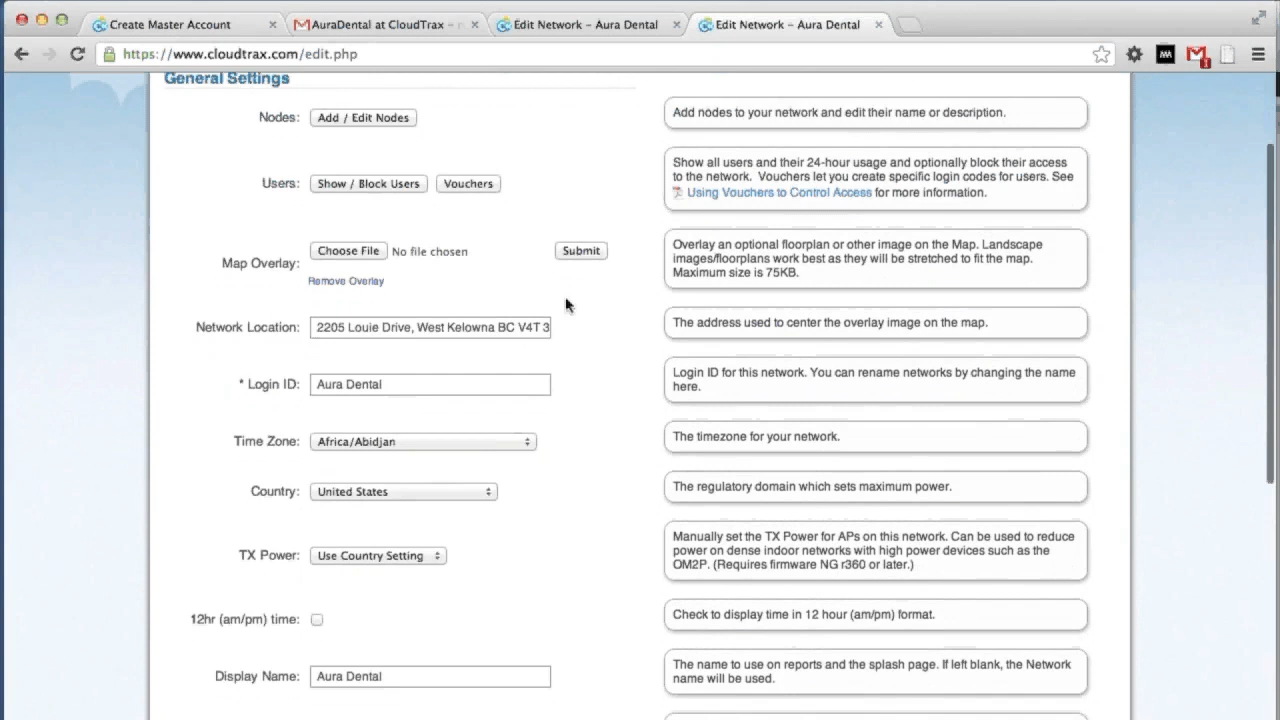 Create Master Account
AuraDental at CloudTrax –
Edit Network – Aura Dental
Edit Network – Aura Dental
https://www.cloudtrax.com/edit.php
1
General Settings
Nodes:
Add / Edit Nodes
Add nodes to your network and edit their name or description.
Users:
Show / Block Users
Vouchers
Show all users and their 24-hour usage and optionally block their access
to the network. Vouchers let you create specific login codes for users. See
Using Vouchers to Control Access for more information.
Map Overlay:
Choose File No file chosen
Submit
Remove Overlay
Overlay an optional floorplan or other image on the Map. Landscape
images/floorplans work best as they will be stretched to fit the map.
Maximum size is 75KB.
Network Location:
2205 Louie Drive, West Kelowna BC V4T 3
The address used to center the overlay image on the map.
* Login ID:
Aura Dental
Login ID for this network. You can rename networks by changing the name
here.
Time Zone:
Africa/Abidjan
The timezone for your network.
Country:
United States
The regulatory domain which sets maximum power.
TX Power:
Use Country Setting
Manually set the TX Power for APs on this network. Can be used to reduce
power on dense indoor networks with high power devices such as the
OM2P. (Requires firmware NG r360 or later.)
12hr (am/pm) time:
Check to display time in 12 hour (am/pm) format.
Display Name:
Aura Dental
The name to use on reports and the splash page. If left blank, the Network
name will be used.